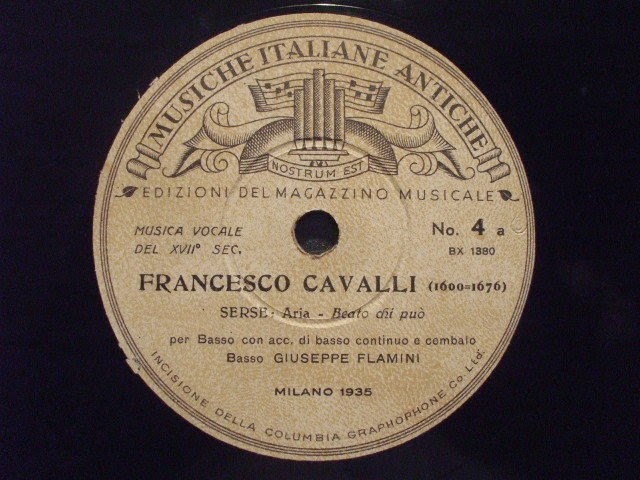 MUSICHE ITALIANE ANTICHE
NOSTRUM EST
EDIZIONI DEL MAGAZZINO MUSICALE
MUSICA VOCALE
DEL XVII° SEC.
No. 4 a
BX 1380
FRANCESCO CAVALLI (1600=1676)
SERSE: Aria - Beato chi può
per Basso con acc. di basso continuo e cembalo
Basso GIUSEPPE FLAMINI
MILANO 1935
INCISIONE DELLA COLUMBIA GRAPHOPHONE Co. Ltd.